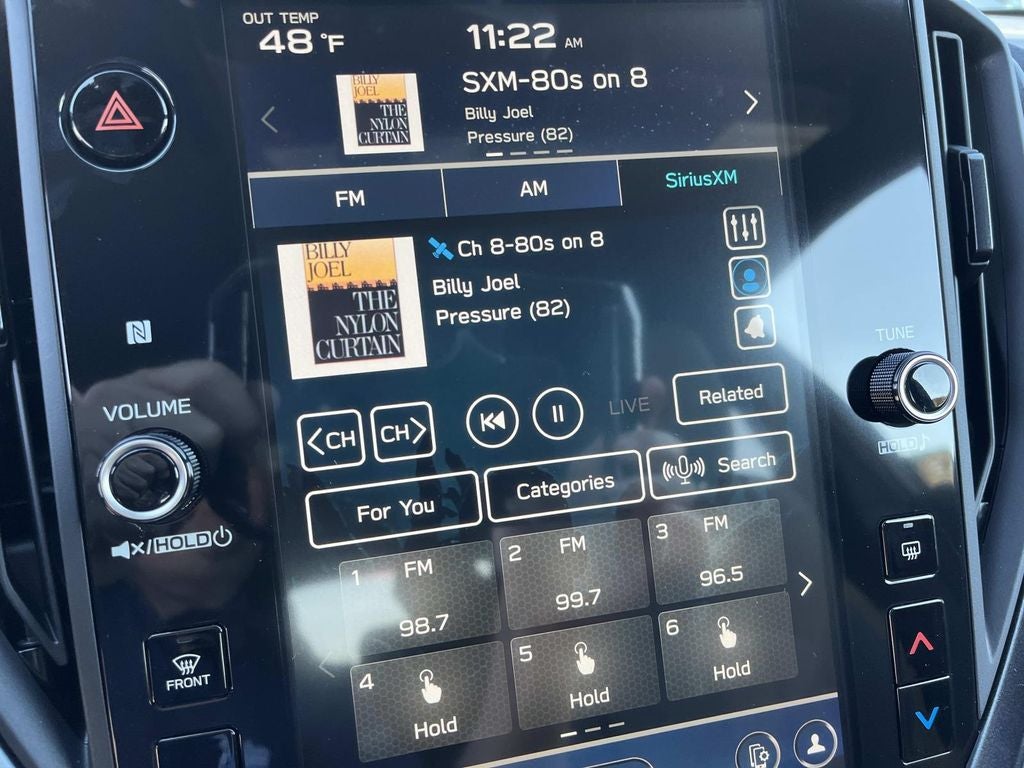 OUT TEMP
48 °F
11:22 AM
BILLY
JOEL
THE
NYLON
CURTAIN
SXM-80s on 8
Billy Joel
Pressure (82)
FM
AM
SiriusXM
BILLY
JOEL
THE
NYLON
CURTAIN
Ch 8-80s on 8
Billy Joel
Pressure (82)
N
VOLUME
TUNE
HOLD
<CH
CH>
LIVE
Related
For You
Categories
Search
/HOLD
1 FM
98.7
2 FM
99.7
3 FM
96.5
4
Hold
5
Hold
6
Hold
FRONT